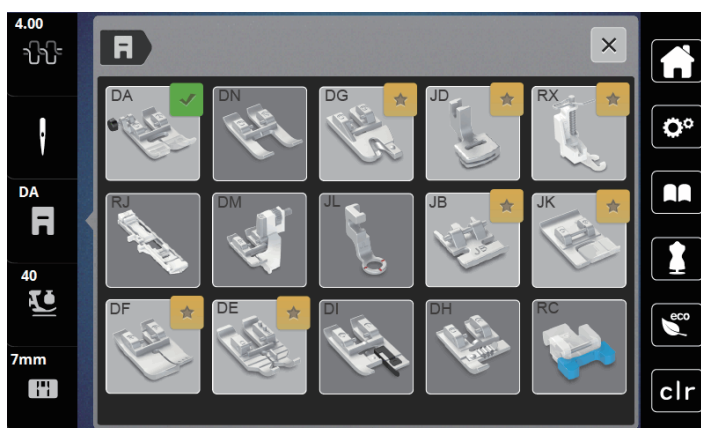 4.00
DA
40
7mm
DA DN DG JD RX
RJ DM JL JB JK
JB
DF DE DI DH RC
eco
clr